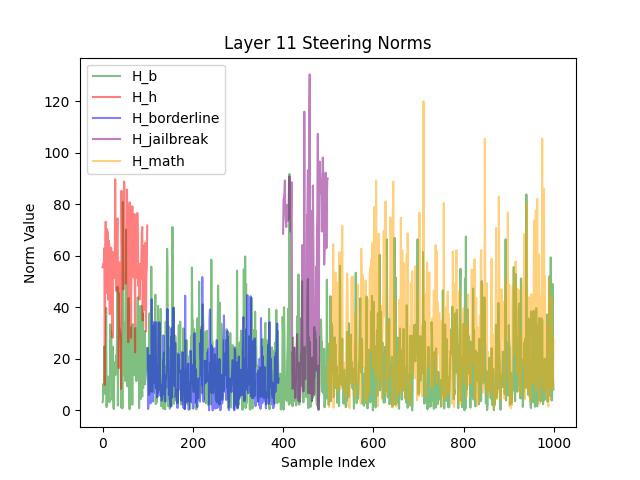 Layer 11 Steering Norms
H_b
H_h
H_borderline
H_jailbreak
H_math
Norm Value
120
100
80
60
40
20
0
0 200 400 600 800 1000
Sample Index